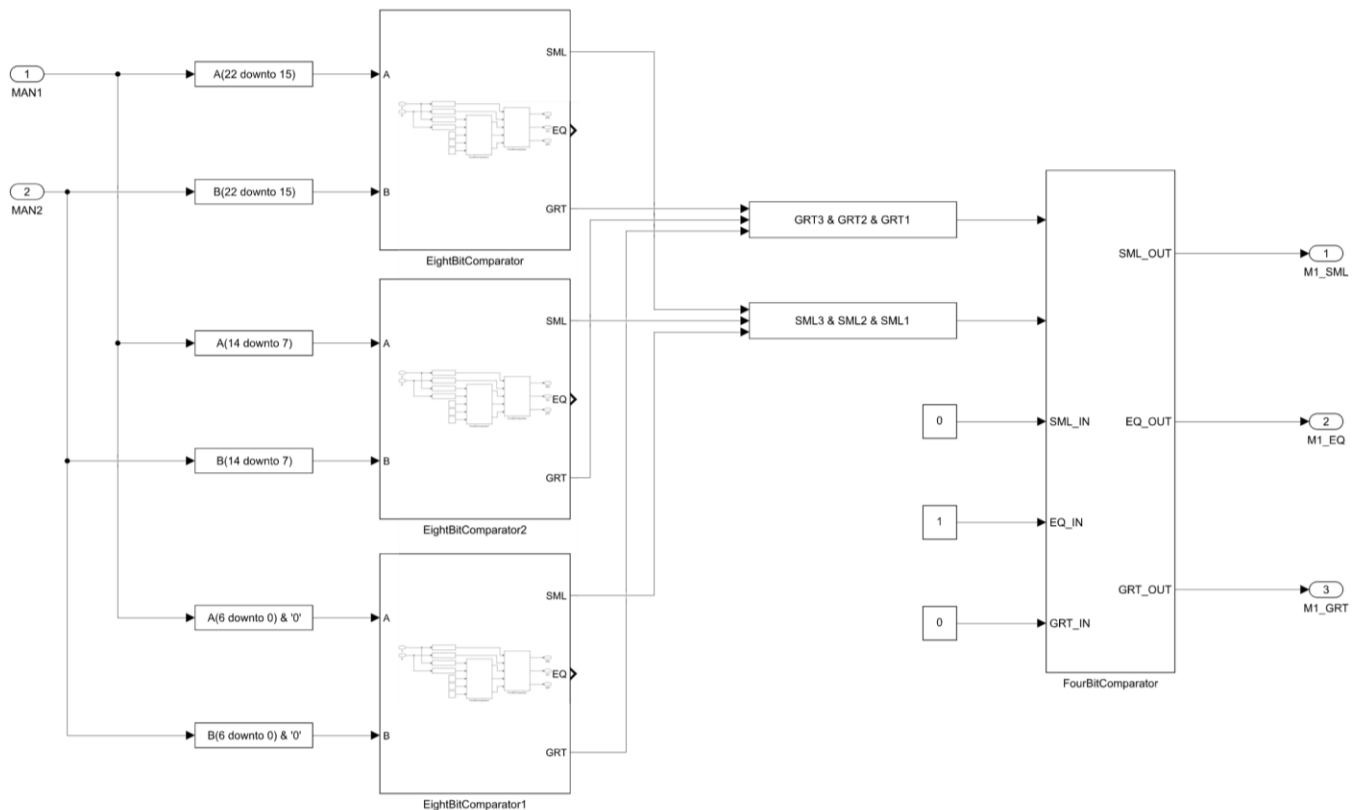 1
MAN1
2
MAN2
A(22 downto 15)
B(22 downto 15)
A
B
SML
EQ
GRT
EightBitComparator
A(14 downto 7)
B(14 downto 7)
A
B
SML
EQ
GRT
EightBitComparator2
A(6 downto 0) & '0'
B(6 downto 0) & '0'
A
B
SML
EQ
GRT
EightBitComparator1
GRT3 & GRT2 & GRT1
SML3 & SML2 & SML1
0
1
0
SML_IN
EQ_IN
GRT_IN
SML_OUT
EQ_OUT
GRT_OUT
FourBitComparator
1
M1_SML
2
M1_EQ
3
M1_GRT